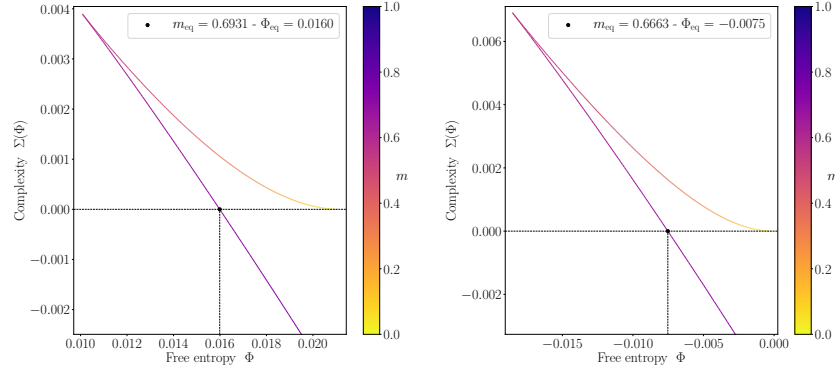 m_eq = 0.6931 - Φ_eq = 0.0160
Complexity Σ(Φ)
0.004
0.003
0.002
0.001
0.000
−0.001
−0.002
0.010 0.012 0.014 0.016 0.018 0.020
Free entropy Φ
1.0
0.8
0.6
0.4
0.2
0.0
m
m_eq = 0.6663 - Φ_eq = −0.0075
Complexity Σ(Φ)
0.006
0.004
0.002
0.000
−0.002
−0.015 −0.010 −0.005 0.000
Free entropy Φ
1.0
0.8
0.6
0.4
0.2
0.0
m